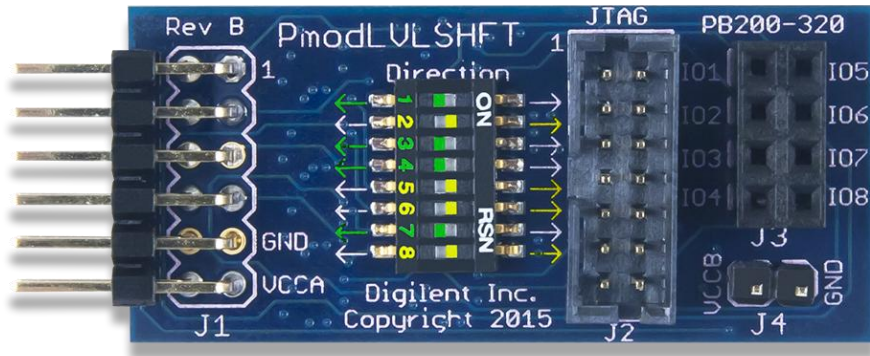 Rev B
PmodLVLSHFT
JTAG
PB200-320
1
1
Direction
ON
1
2
3
4
5
6
7
8
RSN
IO1
IO2
IO3
IO4
IO5
IO6
IO7
IO8
GND
VCCA
J1
Digilent Inc.
Copyright 2015
J2
J3
VCCB
GND
J4